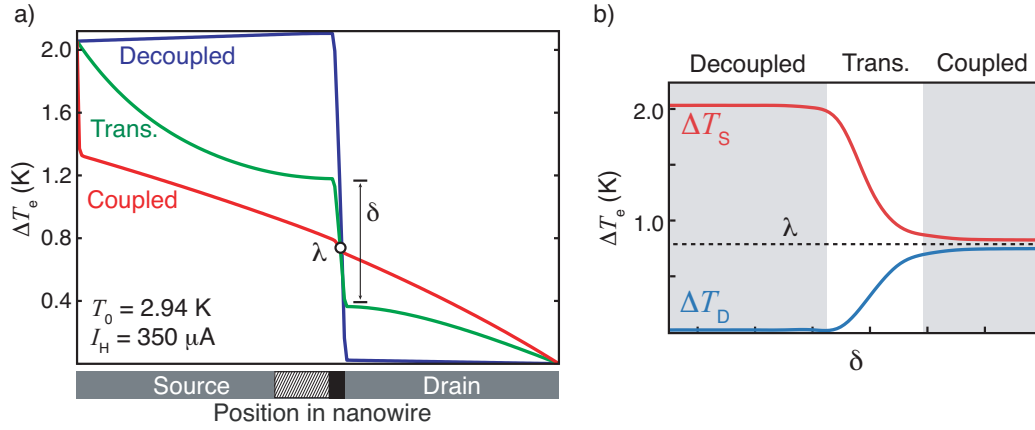 a)
2.0
1.6
1.2
0.8
0.4
ΔTe (K)
Decoupled
Trans.
Coupled
δ
λ
T0 = 2.94 K
IH = 350 μA
Source
Drain
Position in nanowire
b)
Decoupled Trans. Coupled
2.0
1.0
ΔTe (K)
ΔTS
λ
ΔTD
δ